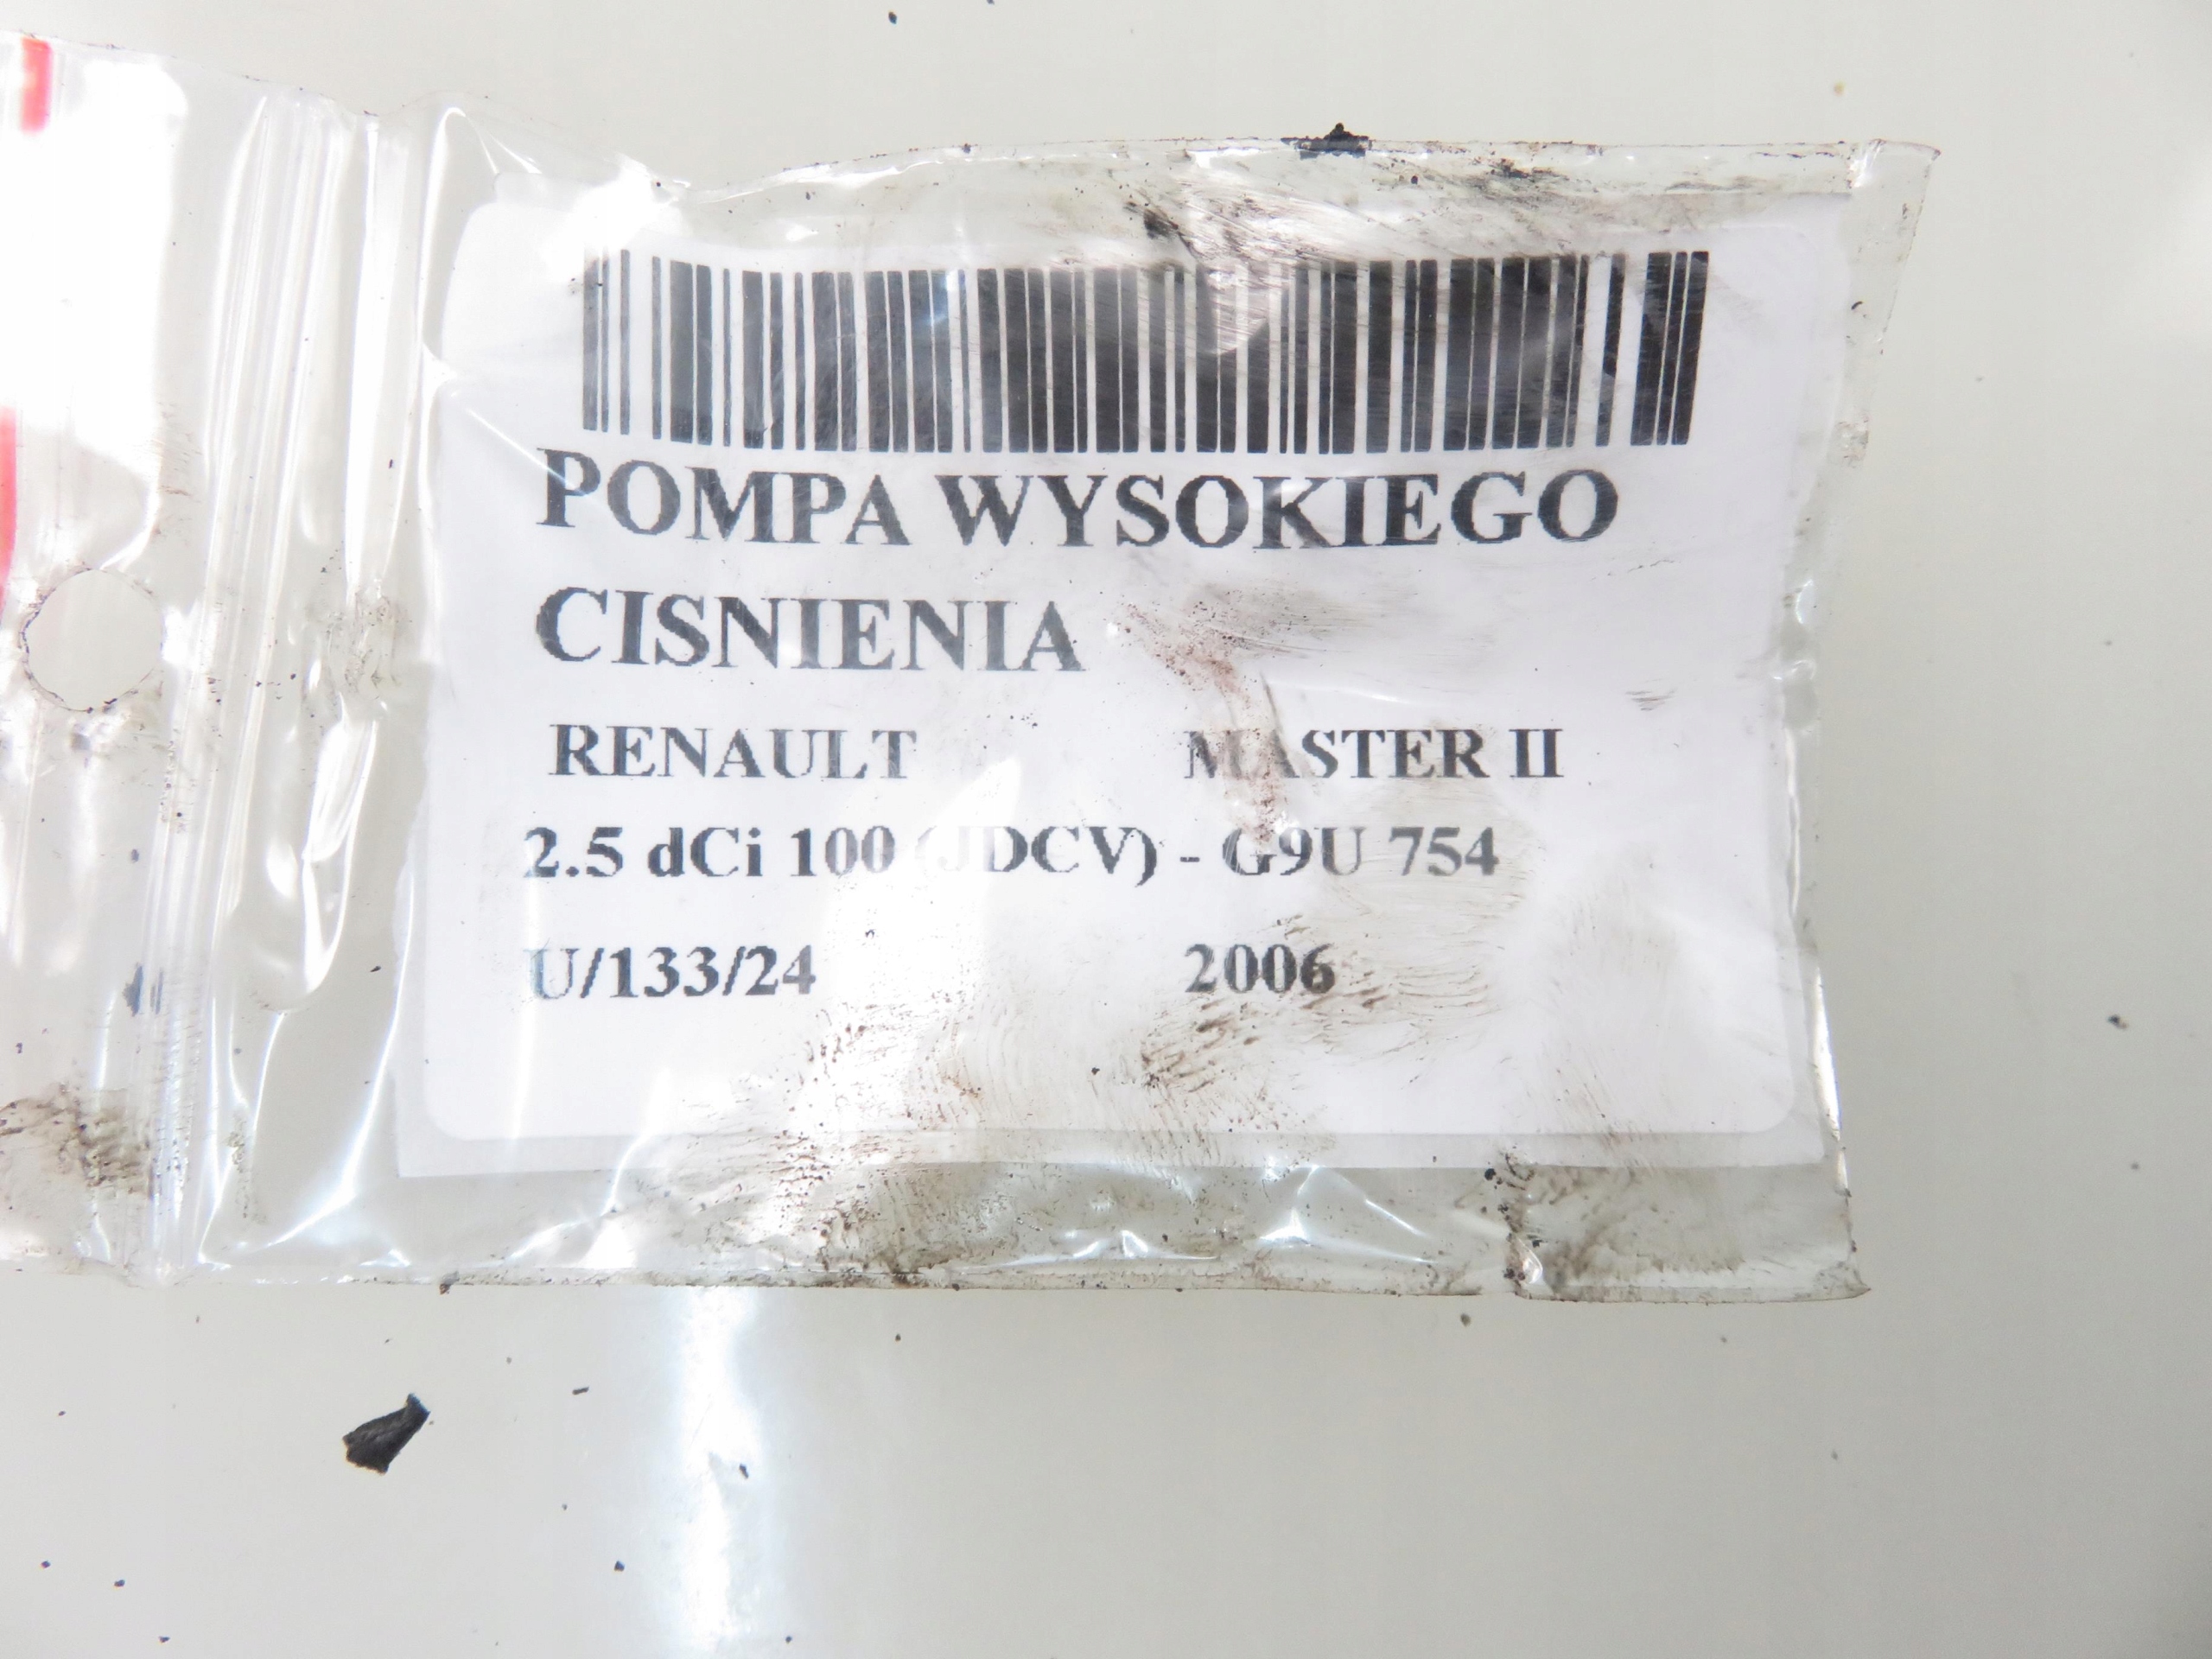 POMPA WYSOKIEGO
CISNIENIA
RENAULT MASTER II
2.5 dCi 100 (JDCV) - G9U 754
U/133/24 2006